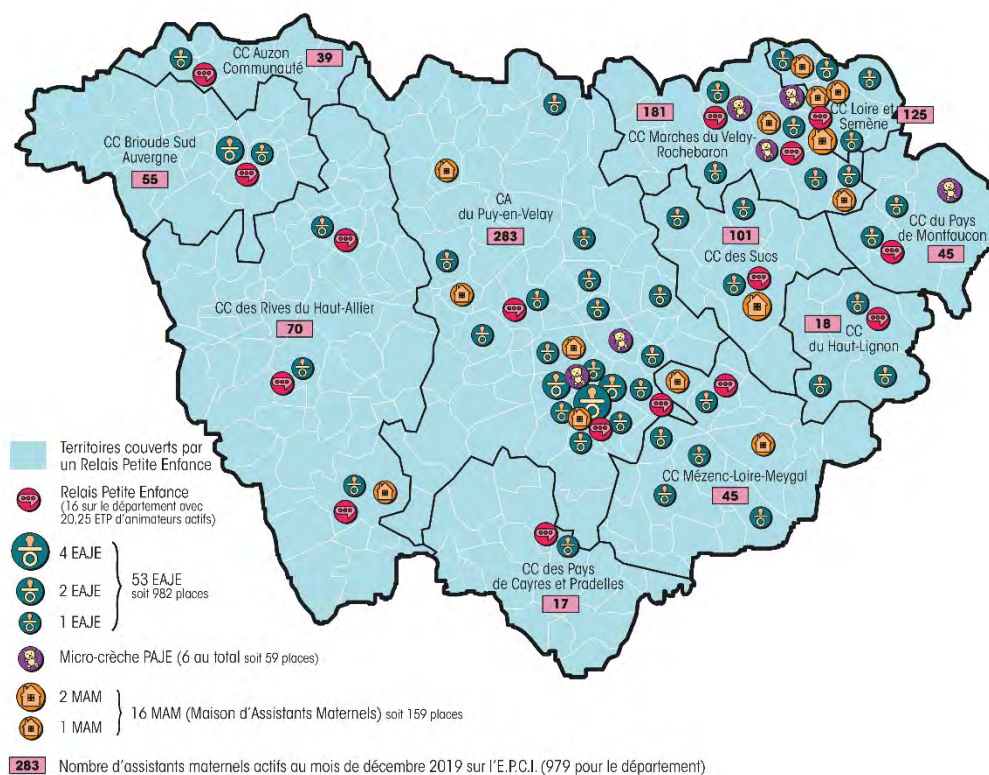 CC Auzon
Communauté
39
CC Brioude Sud
Auvergne
55
181
CC Marches du Velay-
Rochebaron
CC Loire et
Semène
125
CA
du Puy-en-Velay
283
101
CC des Sucs
CC du Pays
de Montfaucon
45
CC des Rives du Haut-Allier
70
18
CC
du Haut-Lignon
CC Mézenc-Loire-Meygal
45
CC des Pays
de Cayres et Pradelles
17
Territoires couverts par
un Relais Petite Enfance
Relais Petite Enfance
(16 sur le département avec
20,25 ETP d'animateurs actifs)
4 EAJE
2 EAJE
1 EAJE
53 EAJE
soit 982 places
Micro-crèche PAJE (6 au total soit 59 places)
2 MAM
1 MAM
16 MAM (Maison d'Assistants Maternels) soit 159 places
283 Nombre d'assistants maternels actifs au mois de décembre 2019 sur l'E.P.C.I. (979 pour le département)